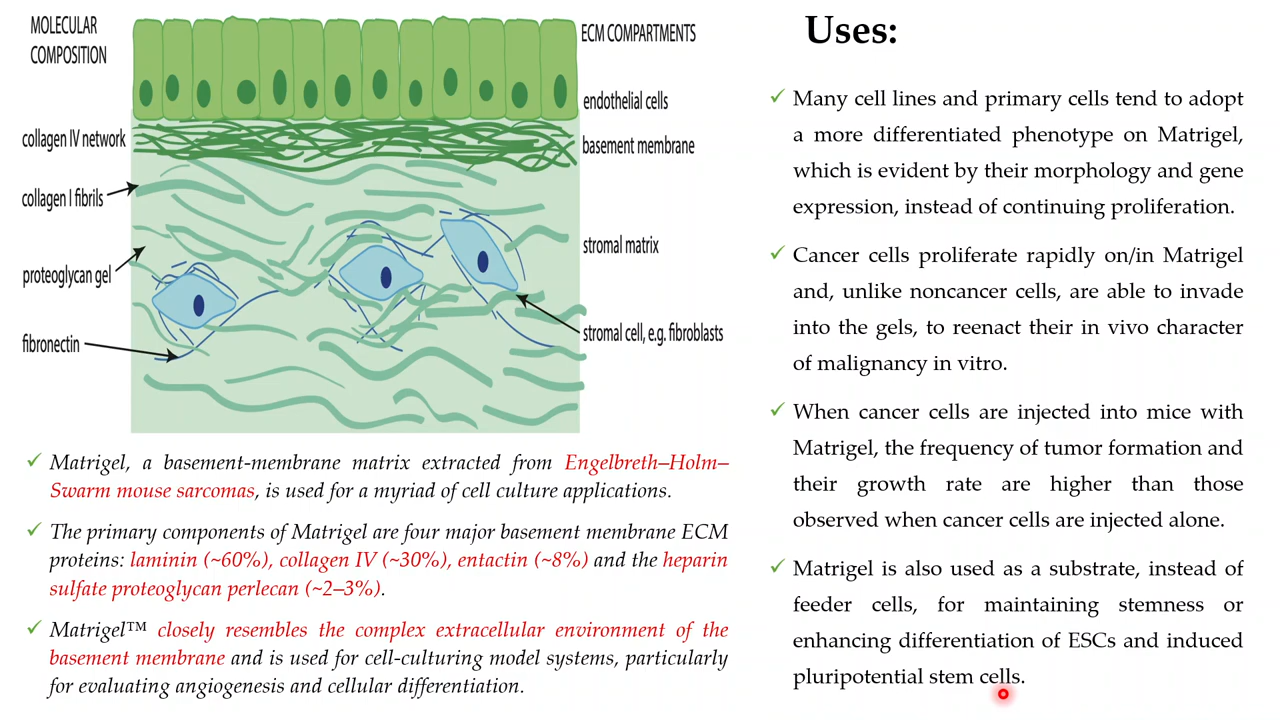 MOLECULAR
COMPOSITION
collagen IV network
collagen I fibrils
proteoglycan gel
fibronectin
ECM COMPARTMENTS
endothelial cells
basement membrane
stromal matrix
stromal cell, e.g. fibroblasts
✓ Matrigel, a basement-membrane matrix extracted from Engelbreth–Holm–
Swarm mouse sarcomas, is used for a myriad of cell culture applications.
✓ The primary components of Matrigel are four major basement membrane ECM
proteins: laminin (~60%), collagen IV (~30%), entactin (~8%) and the heparin
sulfate proteoglycan perlecan (~2–3%).
✓ Matrigel™ closely resembles the complex extracellular environment of the
basement membrane and is used for cell-culturing model systems, particularly
for evaluating angiogenesis and cellular differentiation.
Uses:
✓ Many cell lines and primary cells tend to adopt
a more differentiated phenotype on Matrigel,
which is evident by their morphology and gene
expression, instead of continuing proliferation.
✓ Cancer cells proliferate rapidly on/in Matrigel
and, unlike noncancer cells, are able to invade
into the gels, to reenact their in vivo character
of malignancy in vitro.
✓ When cancer cells are injected into mice with
Matrigel, the frequency of tumor formation and
their growth rate are higher than those
observed when cancer cells are injected alone.
✓ Matrigel is also used as a substrate, instead of
feeder cells, for maintaining stemness or
enhancing differentiation of ESCs and induced
pluripotential stem cells.